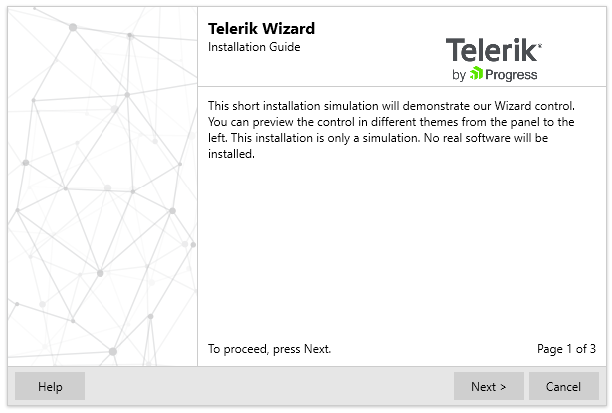 Telerik Wizard
Installation Guide
Telerik
by Progress
This short installation simulation will demonstrate our Wizard control.
You can preview the control in different themes from the panel to the
left. This installation is only a simulation. No real software will be
installed.
To proceed, press Next.
Page 1 of 3
Help
Next >
Cancel